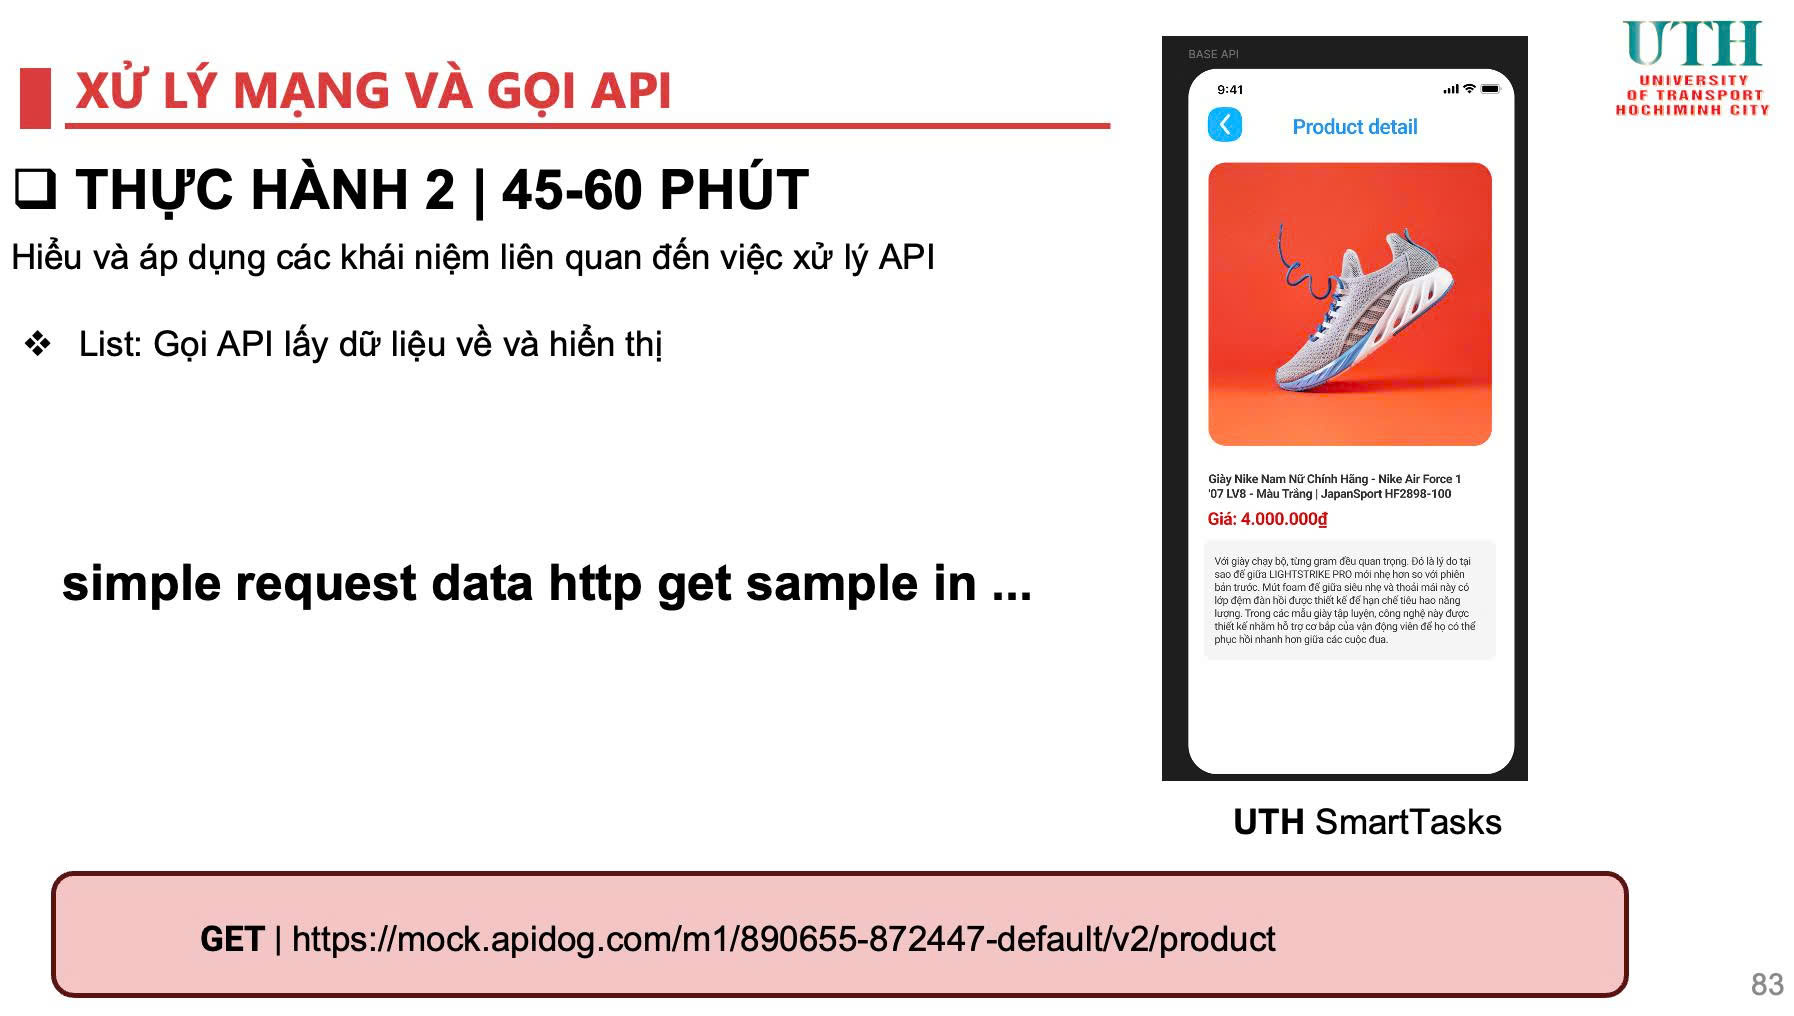 XỬ LÝ MẠNG VÀ GỌI API
THỰC HÀNH 2 | 45-60 PHÚT
Hiểu và áp dụng các khái niệm liên quan đến việc xử lý API
List: Gọi API lấy dữ liệu về và hiển thị
simple request data http get sample in ...
BASE API
9:41
Product detail
Giày Nike Nam Nữ Chính Hãng - Nike Air Force 1
'07 LV8 - Màu Trắng | JapanSport HF2898-100
Giá: 4.000.000₫
Với giày chạy bộ, từng gram đều quan trọng. Đó là lý do tại
sao đế giữa LIGHTSTRIKE PRO mới nhẹ hơn so với phiên
bản trước. Mút foam đế giữa siêu nhẹ và thoải mái này có
lớp đệm đàn hồi được thiết kế để hạn chế tiêu hao năng
lượng. Trong các mẫu giày tập luyện, công nghệ này được
thiết kế nhằm hỗ trợ cơ bắp của vận động viên để họ có thể
phục hồi nhanh hơn giữa các cuộc đua.
UTH SmartTasks
UTH
UNIVERSITY
OF TRANSPORT
HOCHIMINH CITY
GET | https://mock.apidog.com/m1/890655-872447-default/v2/product
83